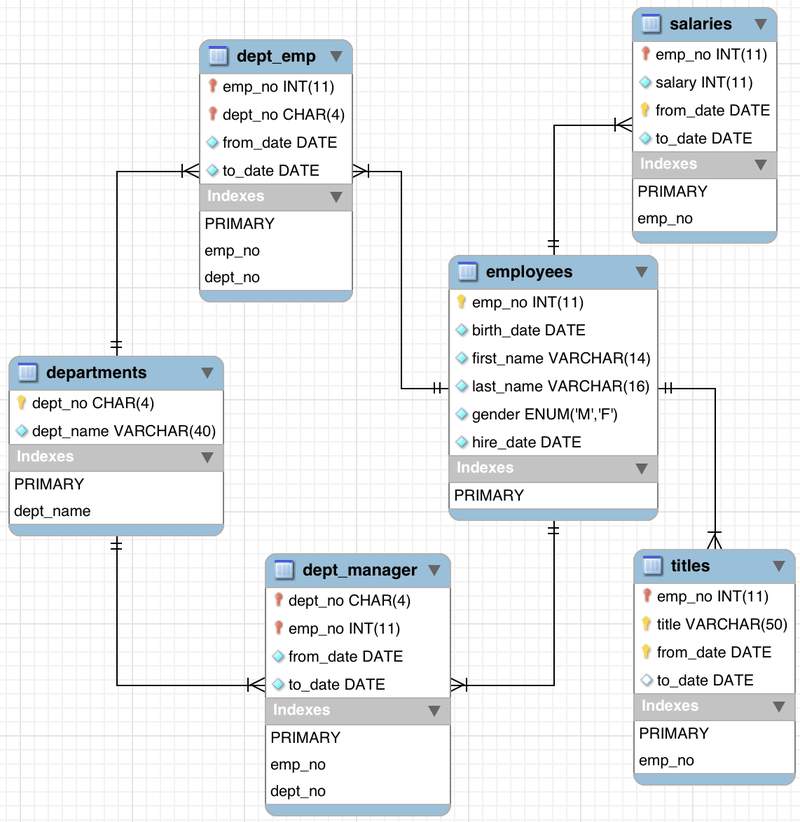 dept_emp
emp_no INT(11)
dept_no CHAR(4)
from_date DATE
to_date DATE
Indexes
PRIMARY
emp_no
dept_no
salaries
emp_no INT(11)
salary INT(11)
from_date DATE
to_date DATE
Indexes
PRIMARY
emp_no
employees
emp_no INT(11)
birth_date DATE
first_name VARCHAR(14)
last_name VARCHAR(16)
gender ENUM('M','F')
hire_date DATE
Indexes
PRIMARY
departments
dept_no CHAR(4)
dept_name VARCHAR(40)
Indexes
PRIMARY
dept_name
dept_manager
dept_no CHAR(4)
emp_no INT(11)
from_date DATE
to_date DATE
Indexes
PRIMARY
emp_no
dept_no
titles
emp_no INT(11)
title VARCHAR(50)
from_date DATE
to_date DATE
Indexes
PRIMARY
emp_no